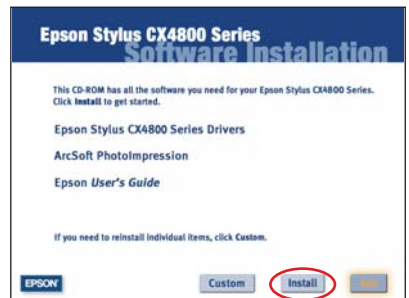 Epson Stylus CX4800 Series
Software Installation
This CD-ROM has all the software you need for your Epson Stylus CX4800 Series.
Click Install to get started.
Epson Stylus CX4800 Series Drivers
ArcSoft PhotoImpression
Epson User's Guide
If you need to reinstall individual items, click Custom.
EPSON Custom Install